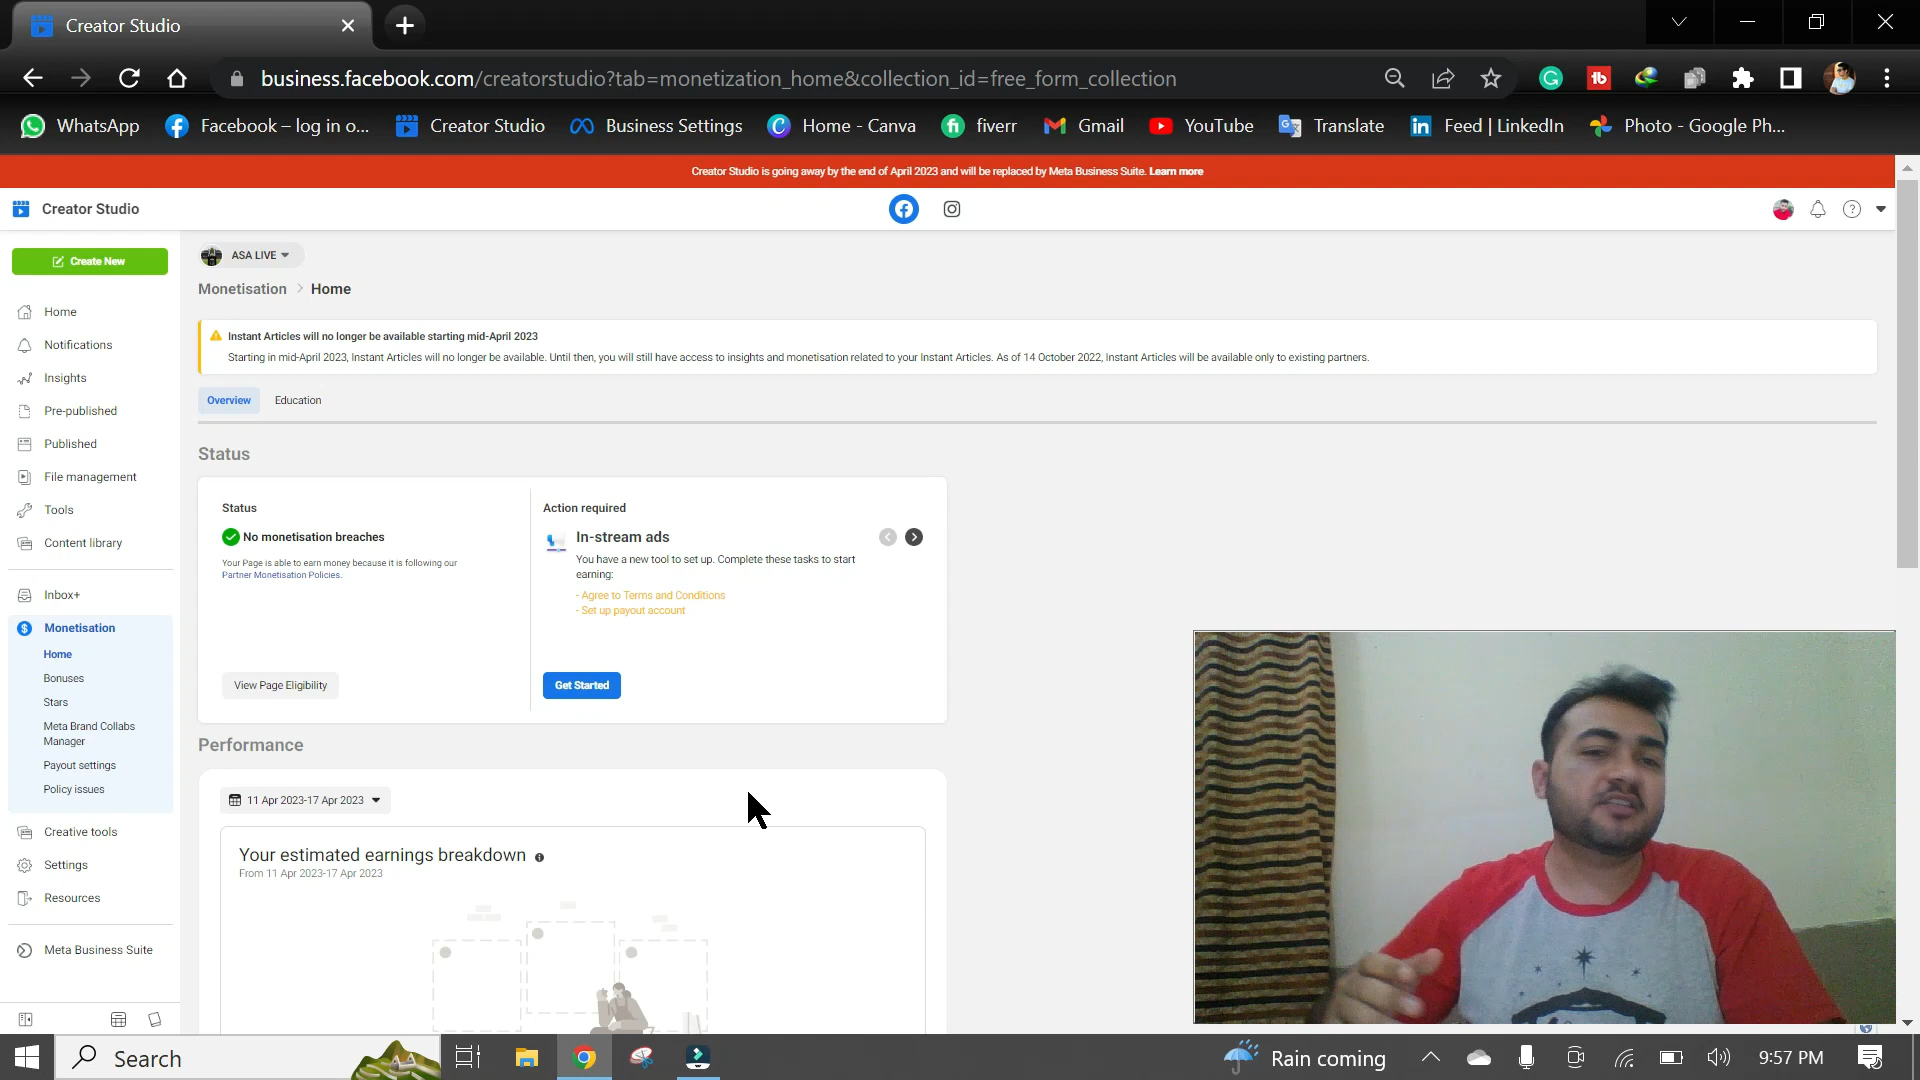 Creator Studio
business.facebook.com/creatorstudio?tab=monetization_home&collection_id=free_form_collection
WhatsApp
Facebook – log in o...
Creator Studio
Business Settings
Home - Canva
fiverr
Gmail
YouTube
Translate
Feed | LinkedIn
Photo - Google Ph...
Creator Studio is going away by the end of April 2023 and will be replaced by Meta Business Suite. Learn more
Creator Studio
Create New
Home
Notifications
Insights
Pre-published
Published
File management
Tools
Content library
Inbox+
Monetisation
Home
Bonuses
Stars
Meta Brand Collabs
Manager
Payout settings
Policy issues
Creative tools
Settings
Resources
Meta Business Suite
ASA LIVE
Monetisation > Home
Instant Articles will no longer be available starting mid-April 2023
Starting in mid-April 2023, Instant Articles will no longer be available. Until then, you will still have access to insights and monetisation related to your Instant Articles. As of 14 October 2022, Instant Articles will be available only to existing partners.
Overview
Education
Status
Status
No monetisation breaches
Your Page is able to earn money because it is following our
Partner Monetisation Policies.
View Page Eligibility
Action required
In-stream ads
You have a new tool to set up. Complete these tasks to start
earning:
- Agree to Terms and Conditions
- Set up payout account
Get Started
Performance
11 Apr 2023-17 Apr 2023
Your estimated earnings breakdown
From 11 Apr 2023-17 Apr 2023
Search
Rain coming
9:57 PM